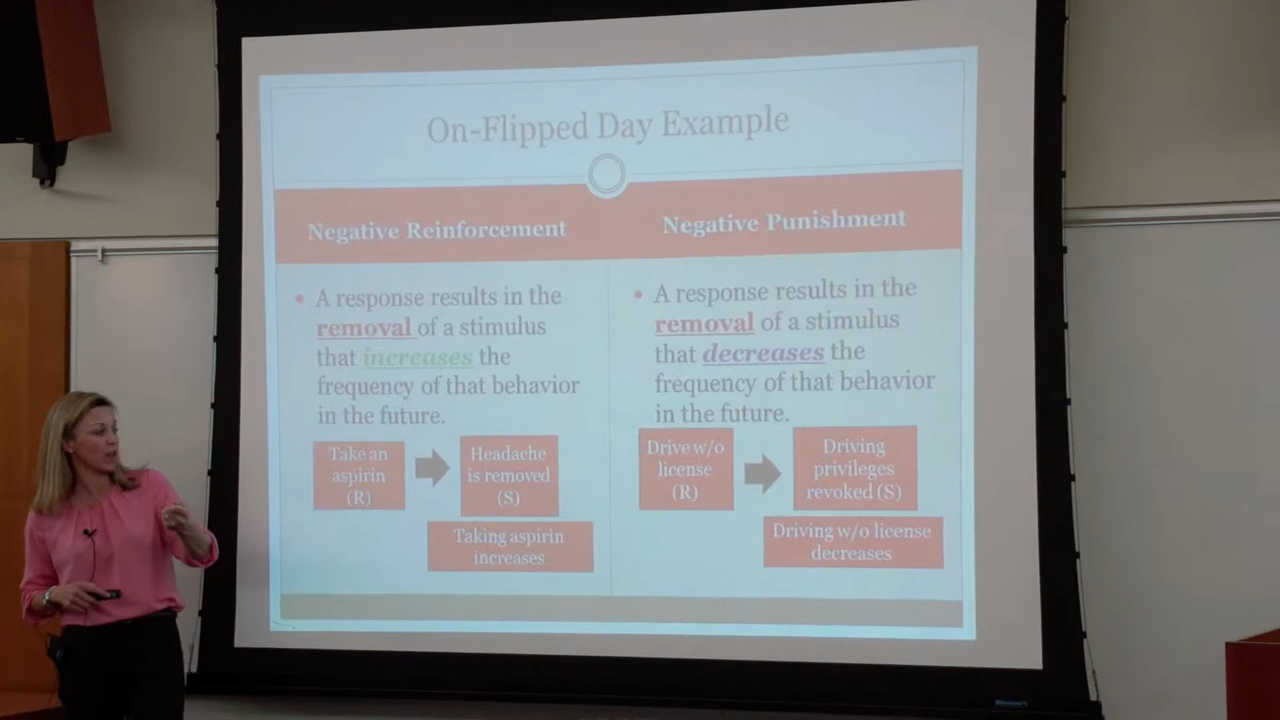 On-Flipped Day Example
Negative Reinforcement
• A response results in the
removal of a stimulus
that increases the
frequency of that behavior
in the future.
Take an
aspirin
(R)
Headache
is removed
(S)
Taking aspirin
increases
Negative Punishment
• A response results in the
removal of a stimulus
that decreases the
frequency of that behavior
in the future.
Drive w/o
license
(R)
Driving
privileges
revoked (S)
Driving w/o license
decreases